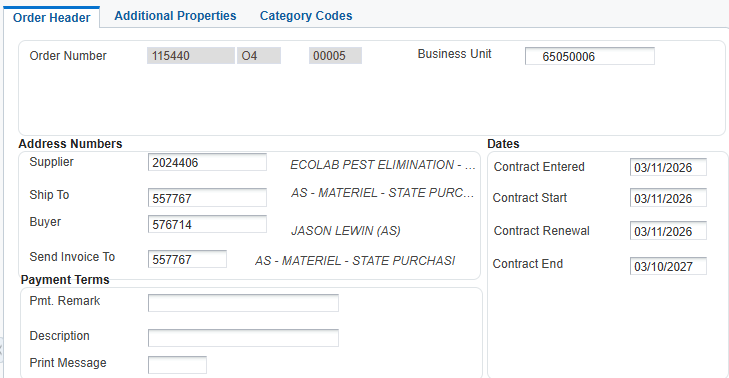 Order Header Additional Properties Category Codes
Order Number 115440 O4 00005 Business Unit 65050006
Address Numbers Dates
Supplier 2024406 ECOLAB PEST ELIMINATION - ... Contract Entered 03/11/2026
Ship To 557767 AS - MATERIEL - STATE PURC... Contract Start 03/11/2026
Buyer 576714 JASON LEWIN (AS) Contract Renewal 03/11/2026
Send Invoice To 557767 AS - MATERIEL - STATE PURCHASI Contract End 03/10/2027
Payment Terms
Pmt. Remark
Description
Print Message